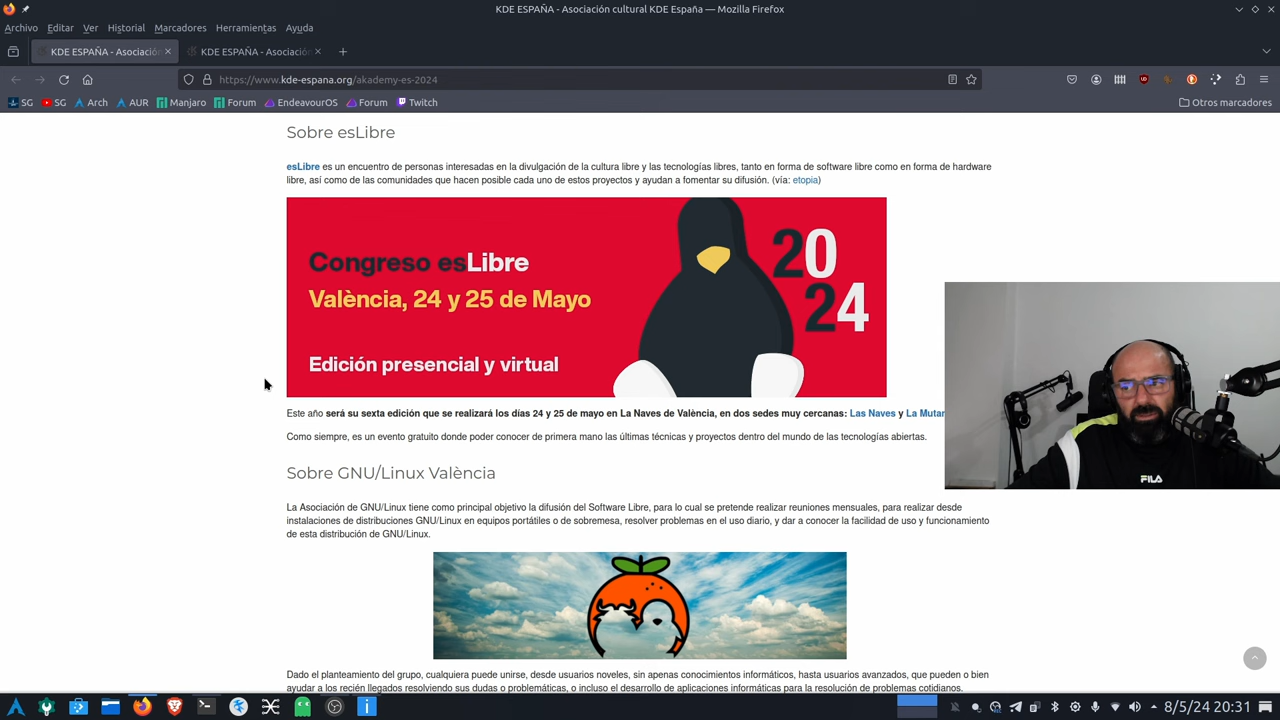 KDE ESPAÑA - Asociación cultural KDE España — Mozilla Firefox
Archivo Editar Ver Historial Marcadores Herramientas Ayuda
KDE ESPAÑA - Asociación
KDE ESPAÑA - Asociación
https://www.kde-espana.org/akademy-es-2024
SG SG Arch AUR Manjaro Forum EndeavourOS Forum Twitch Otros marcadores
Sobre esLibre
esLibre es un encuentro de personas interesadas en la divulgación de la cultura libre y las tecnologías libres, tanto en forma de software libre como en forma de hardware
libre, así como de las comunidades que hacen posible cada uno de estos proyectos y ayudan a fomentar su difusión. (vía: etopia)
Congreso esLibre
València, 24 y 25 de Mayo
Edición presencial y virtual
20
24
Este año será su sexta edición que se realizará los días 24 y 25 de mayo en La Naves de València, en dos sedes muy cercanas: Las Naves y La Mutan
Como siempre, es un evento gratuito donde poder conocer de primera mano las últimas técnicas y proyectos dentro del mundo de las tecnologías abiertas.
FILA
Sobre GNU/Linux València
La Asociación de GNU/Linux tiene como principal objetivo la difusión del Software Libre, para lo cual se pretende realizar reuniones mensuales, para realizar desde
instalaciones de distribuciones GNU/Linux en equipos portátiles o de sobremesa, resolver problemas en el uso diario, y dar a conocer la facilidad de uso y funcionamiento
de esta distribución de GNU/Linux.
Dado el planteamiento del grupo, cualquiera puede unirse, desde usuarios noveles, sin apenas conocimientos informáticos, hasta usuarios avanzados, que pueden o bien
ayudar a los recién llegados resolviendo sus dudas o problemáticas, o incluso el desarrollo de aplicaciones informáticas para la resolución de problemas cotidianos.
8/5/24 20:31